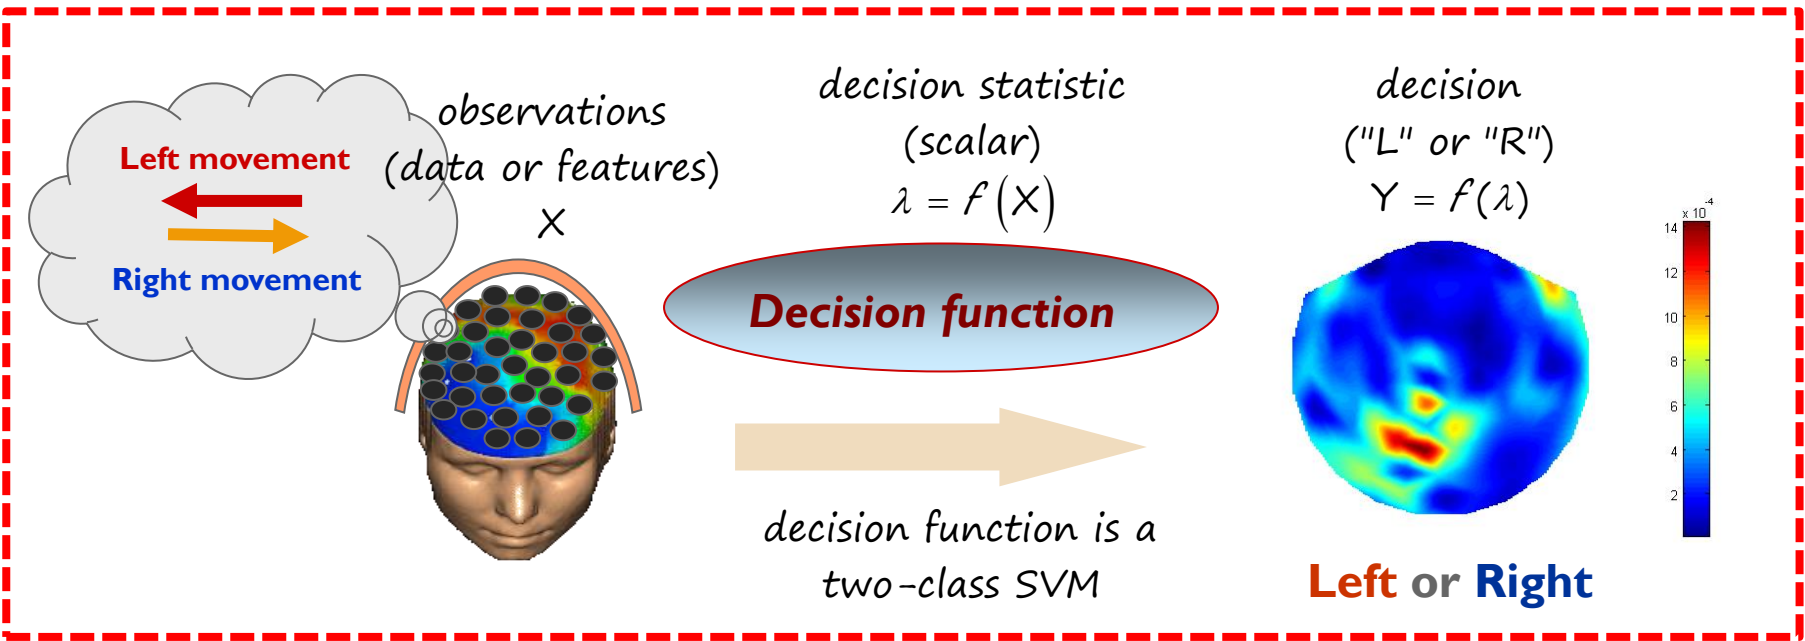 Left movement
Right movement
observations
(data or features)
X
decision statistic
(scalar)
λ = f (X)
Decision function
decision function is a
two-class SVM
decision
("L" or "R")
Y = f(λ)
x 10
-4
14
12
10
8
6
4
2
Left or Right